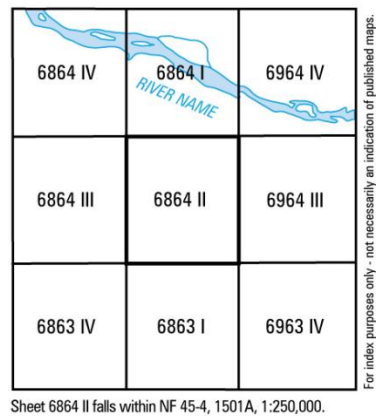 6864 IV 6864 I 6964 IV
RIVER NAME
6864 III 6864 II 6964 III
6863 IV 6863 I 6963 IV
For index purposes only - not necessarily an indication of published maps.
Sheet 6864 II falls within NF 45-4, 1501A, 1:250,000.